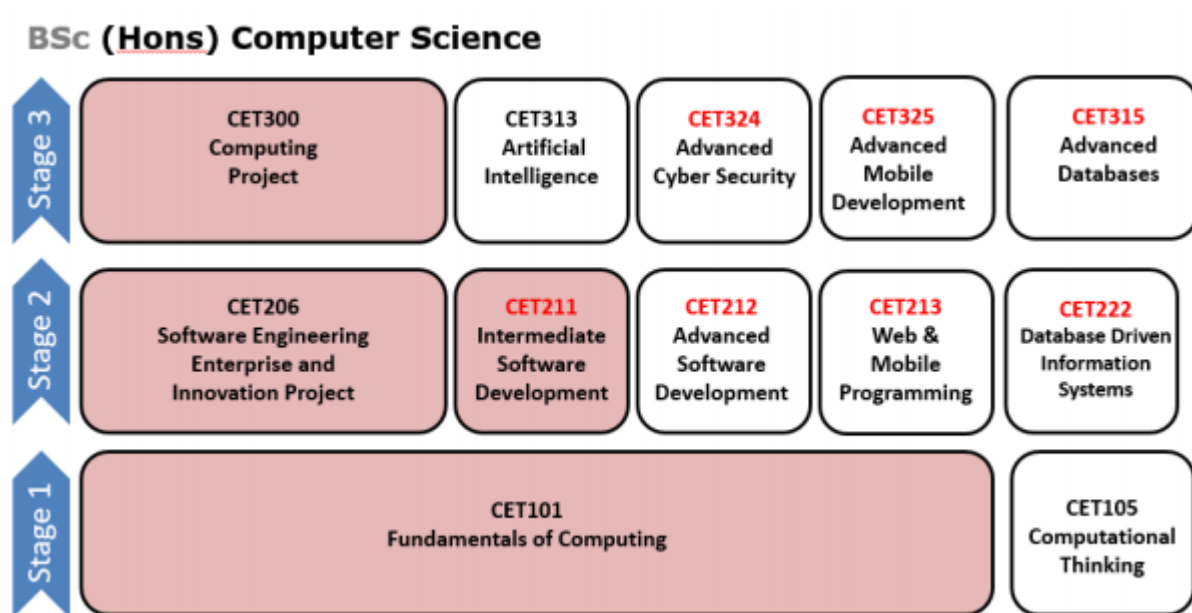 BSc (Hons) Computer Science
Stage 3
CET300
Computing
Project
CET313
Artificial
Intelligence
CET324
Advanced
Cyber Security
CET325
Advanced
Mobile
Development
CET315
Advanced
Databases
Stage 2
CET206
Software Engineering
Enterprise and
Innovation Project
CET211
Intermediate
Software
Development
CET212
Advanced
Software
Development
CET213
Web &
Mobile
Programming
CET222
Database Driven
Information
Systems
Stage 1
CET101
Fundamentals of Computing
CET105
Computational
Thinking